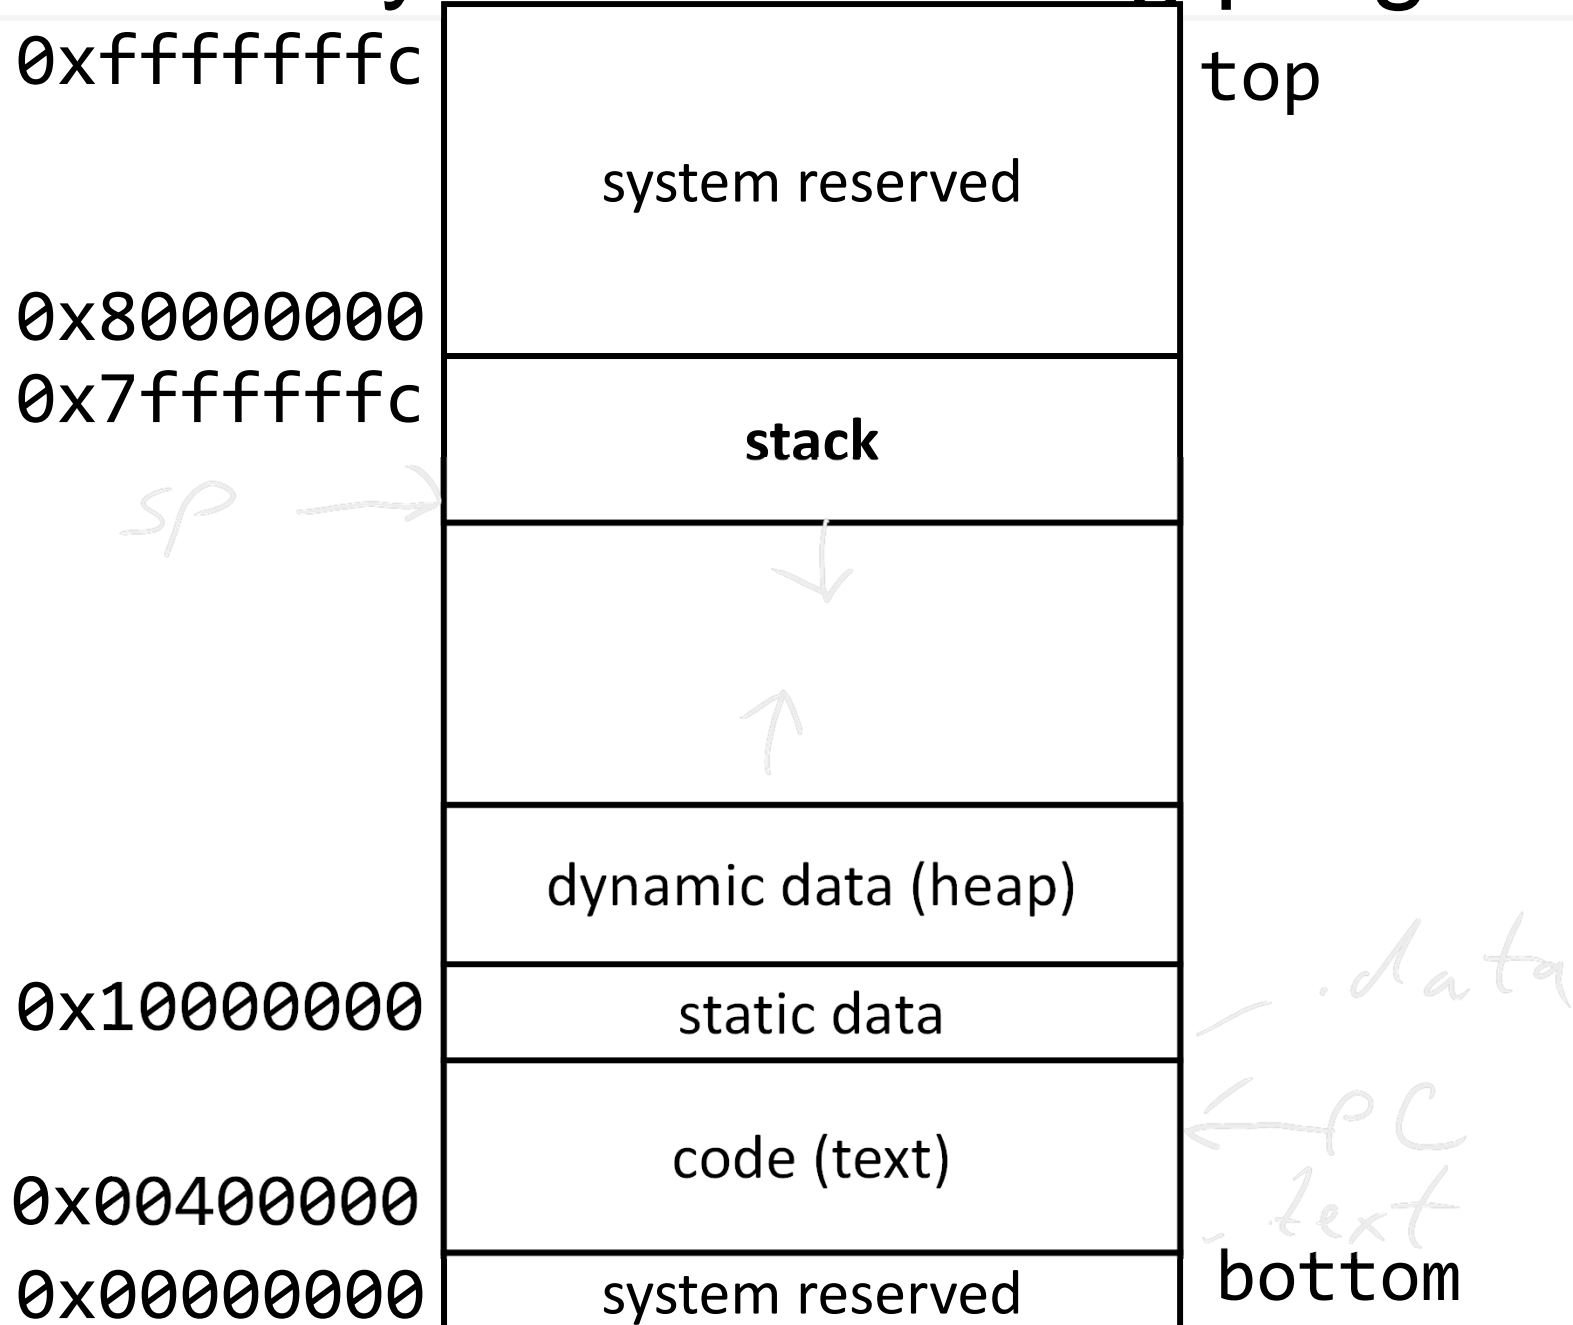 0xfffffffc
top
system reserved
0x80000000
0x7ffffffc
stack
sp
dynamic data (heap)
.data
0x10000000
static data
PC
code (text)
0x00400000
.text
bottom
0x00000000
system reserved